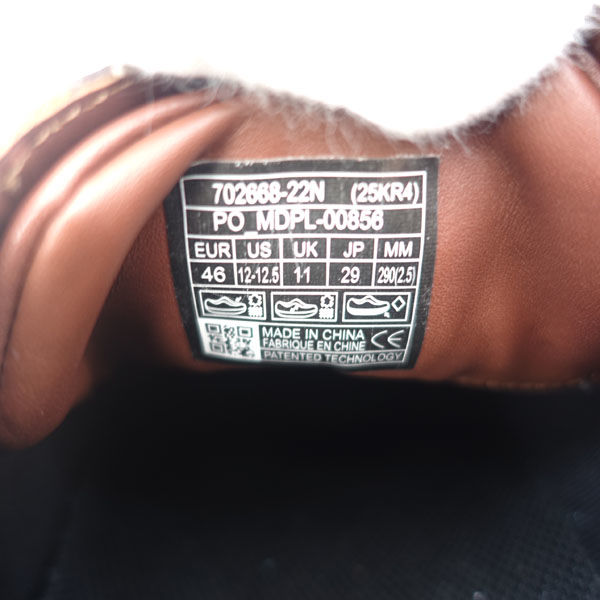 702668-22N (25KR4)
PO_MDPL-00856
EUR US UK JP MM
46 12-12.5 11 29 290(2.5)
MADE IN CHINA
FABRIQUE EN CHINE CE
PATENTED TECHNOLOGY